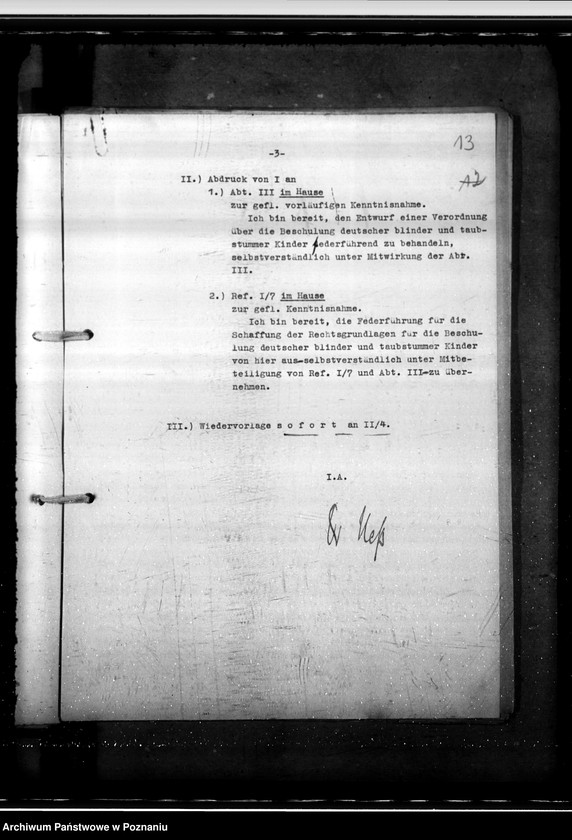 13
-3-
12
II.) Abdruck von I an
1.) Abt. III im Hause
zur gefl. vorläufigen Kenntnisnahme.
Ich bin bereit, den Entwurf einer Verordnung
über die Beschulung deutscher blinder und taub-
stummer Kinder federführend zu behandeln,
selbstverständlich unter Mitwirkung der Abt.
III.
2.) Ref. I/7 im Hause
zur gefl. Kenntnisnahme.
Ich bin bereit, die Federführung für die
Schaffung der Rechtsgrundlagen für die Beschu-
lung deutscher blinder und taubstummer Kinder
von hier aus-selbstverständlich unter Mitbe-
teiligung von Ref. I/7 und Abt. III-zu über-
nehmen.
III.) Wiedervorlage s o f o r t an II/4.
I.A.
Archiwum Państwowe w Poznaniu